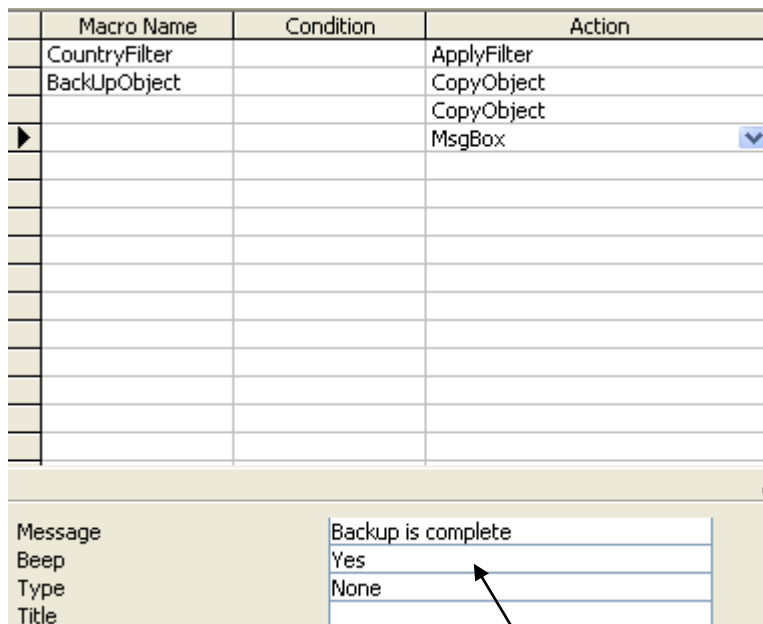 Macro Name Condition Action
CountryFilter ApplyFilter
BackUpObject CopyObject
CopyObject
MsgBox
Message Backup is complete
Beep Yes
Type None
Title